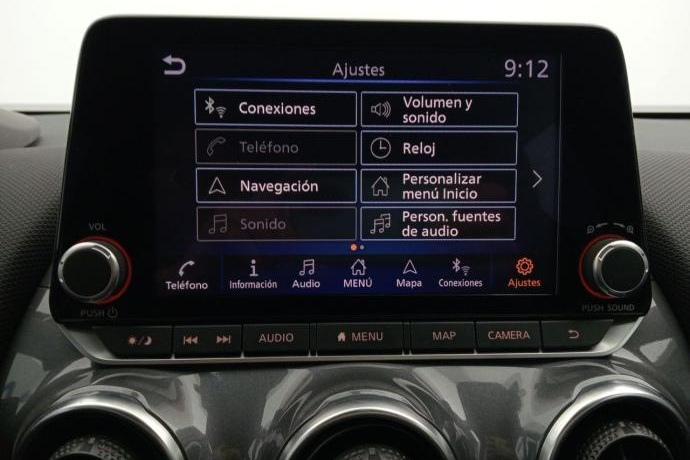 Ajustes
9:12
Conexiones
Volumen y
sonido
Teléfono
Reloj
Navegación
Personalizar
menú Inicio
Sonido
Person. fuentes
de audio
Teléfono
Información
Audio
MENÚ
Mapa
Conexiones
Ajustes
VOL
PUSH
PUSH SOUND
AUDIO
MENU
MAP
CAMERA